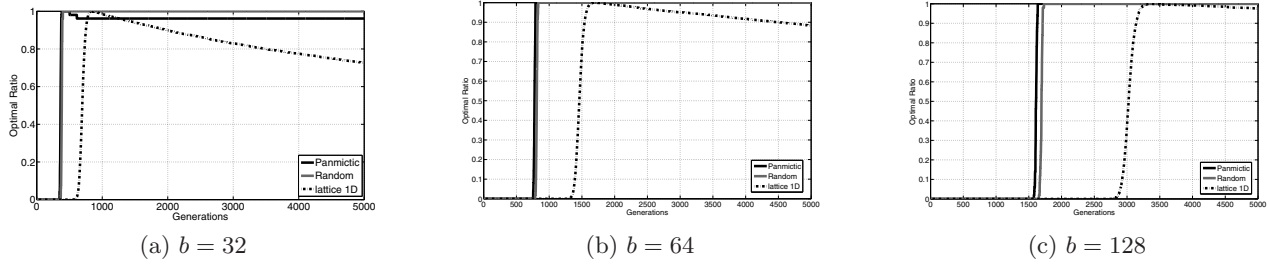 1
0.8
0.6
0.4
0.2
0
Optimal Ratio
0 1000 2000 3000 4000 5000
Generations
Panmictic
Random
lattice 1D
(a) b = 32
1
0.9
0.8
0.7
0.6
0.5
0.4
0.3
0.2
0.1
0
Optimal Ratio
0 500 1000 1500 2000 2500 3000 3500 4000 4500 5000
Generations
Panmictic
Random
lattice 1D
(b) b = 64
1
0.9
0.8
0.7
0.6
0.5
0.4
0.3
0.2
0.1
0
Optimal Ratio
0 500 1000 1500 2000 2500 3000 3500 4000 4500 5000
Generations
Panmictic
Random
lattice 1D
(c) b = 128